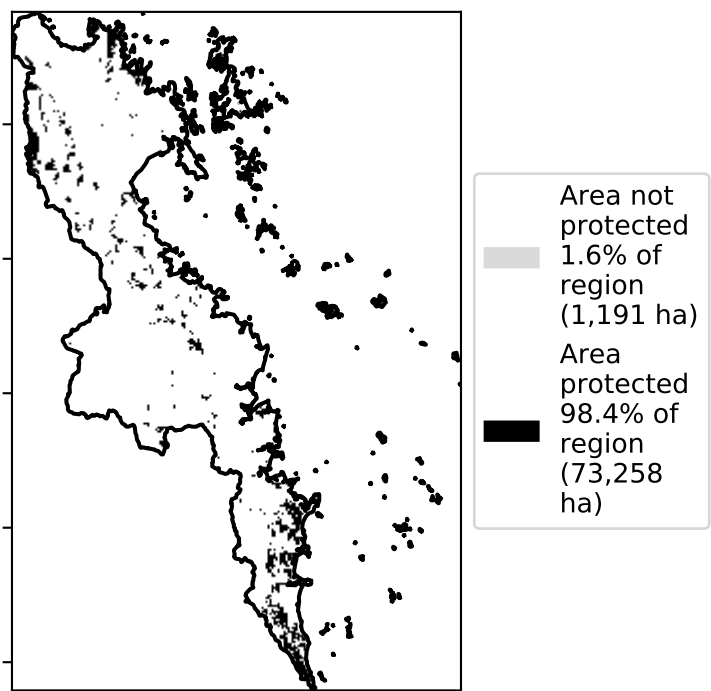 Area not
protected
1.6% of
region
(1,191 ha)
Area
protected
98.4% of
region
(73,258
ha)